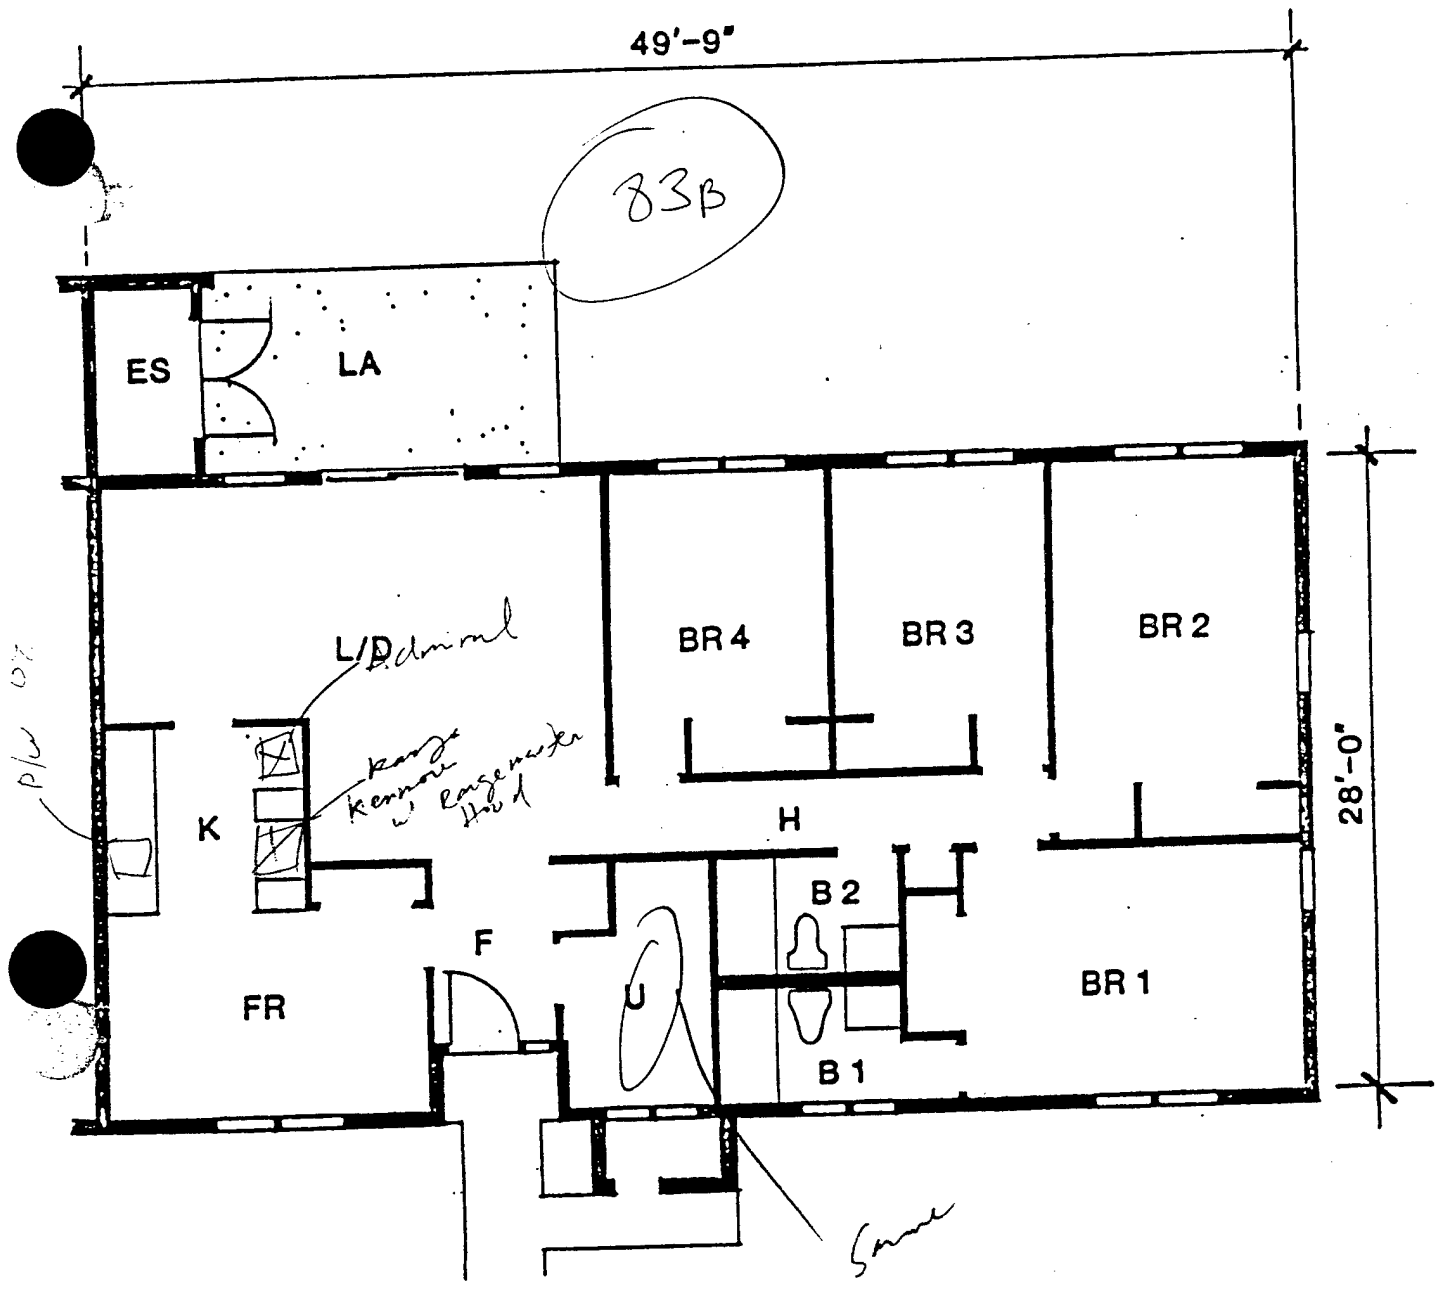 49'-9"
83B
ES
LA
L/D
Admiral
BR 4
BR 3
BR 2
28'-0"
K
Kenmore
w Rangemaster
Hood
H
B 2
F
U
FR
BR 1
B 1
Same